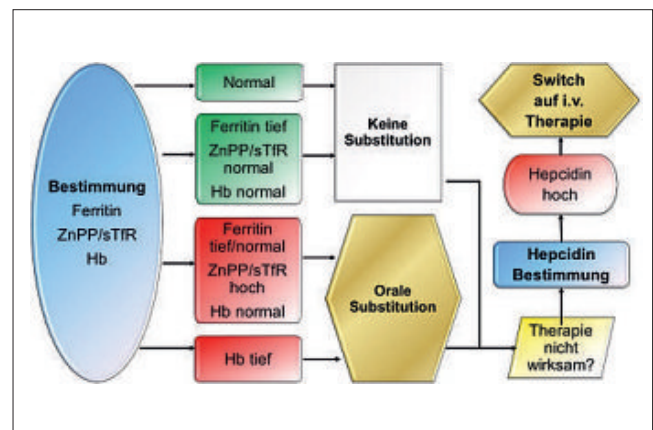 Bestimmung
Ferritin
ZnPP/sTfR
Hb
Normal
Ferritin tief
ZnPP/sTfR
normal
Hb normal
Ferritin
tief/normal
ZnPP/sTfR
hoch
Hb normal
Hb tief
Keine
Substitution
Orale
Substitution
Switch
auf i.v.
Therapie
Hepcidin
hoch
Hepcidin
Bestimmung
Therapie
nicht
wirksam?